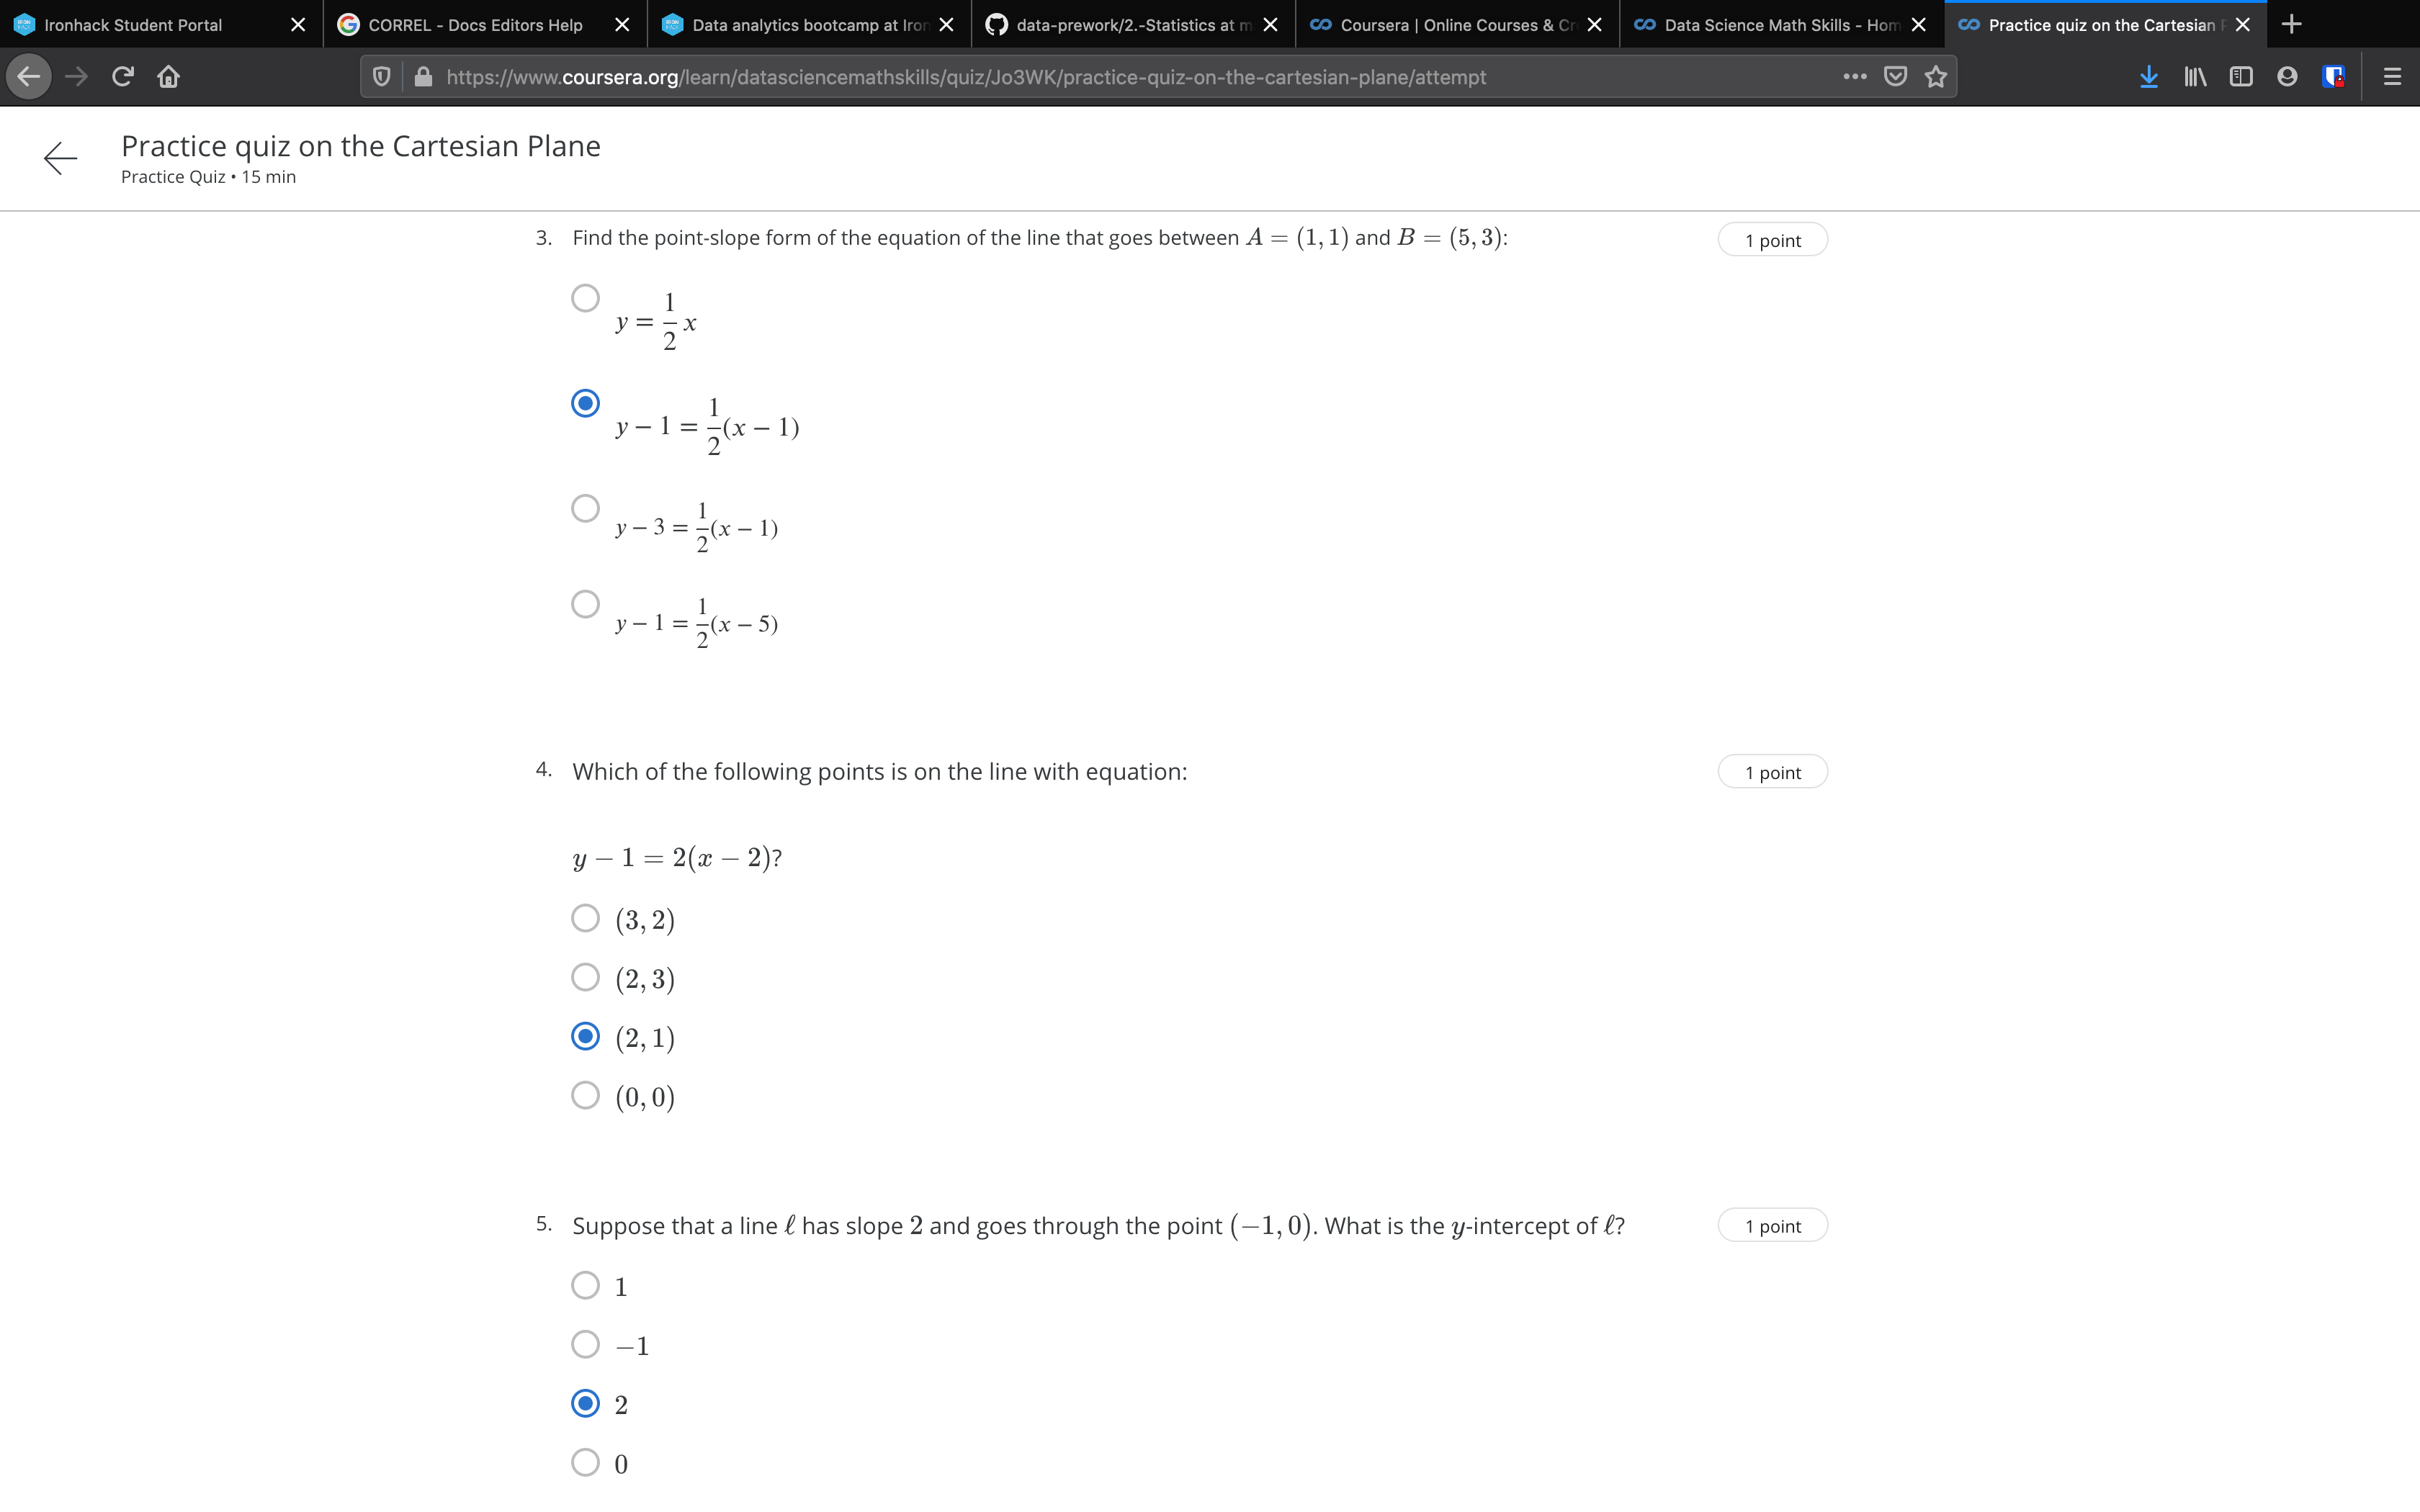 Ironhack Student Portal
CORREL - Docs Editors Help
Data analytics bootcamp at Iron
data-prework/2.-Statistics at m
Coursera | Online Courses & Cr
Data Science Math Skills - Hom
Practice quiz on the Cartesian P
https://www.coursera.org/learn/datasciencemathskills/quiz/Jo3WK/practice-quiz-on-the-cartesian-plane/attempt
Practice quiz on the Cartesian Plane
Practice Quiz • 15 min
3. Find the point-slope form of the equation of the line that goes between A = (1, 1) and B = (5, 3): 1 point
y = 1/2 x
y − 1 = 1/2(x − 1)
y − 3 = 1/2(x − 1)
y − 1 = 1/2(x − 5)
4. Which of the following points is on the line with equation: 1 point
y − 1 = 2(x − 2)?
(3, 2)
(2, 3)
(2, 1)
(0, 0)
5. Suppose that a line ℓ has slope 2 and goes through the point (−1, 0). What is the y-intercept of ℓ? 1 point
1
−1
2
0